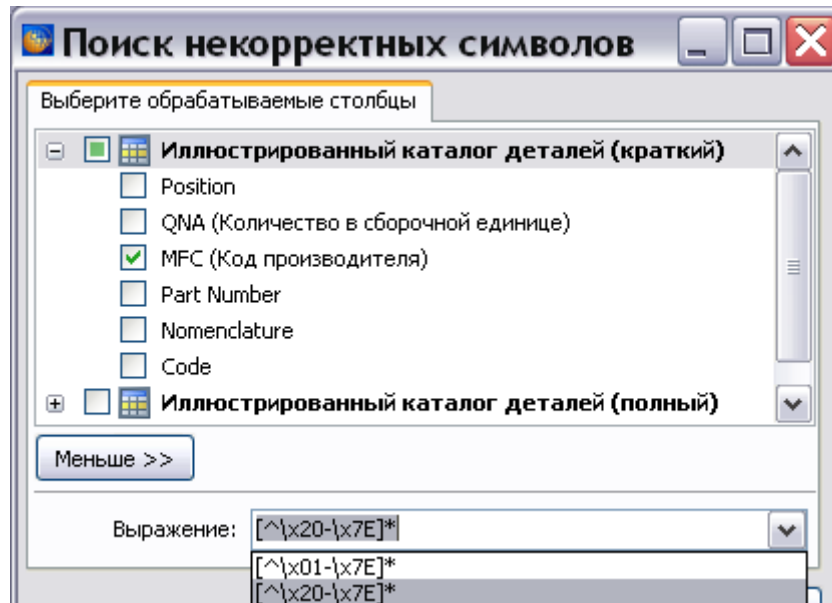 Поиск некорректных символов
Выберите обрабатываемые столбцы
Иллюстрированный каталог деталей (краткий)
Position
QNA (Количество в сборочной единице)
MFC (Код производителя)
Part Number
Nomenclature
Code
Иллюстрированный каталог деталей (полный)
Меньше >>
Выражение: [^\x20-\x7E]*
[^\x01-\x7E]*
[^\x20-\x7E]*